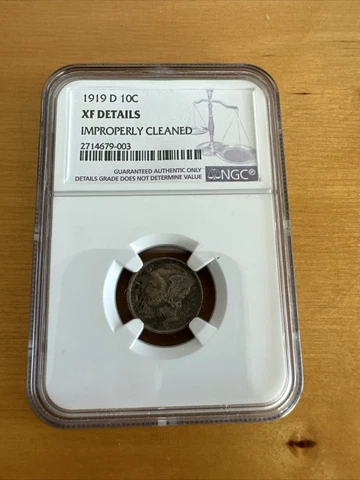 1919 D 10C
XF DETAILS
IMPROPERLY CLEANED
2714679-003
GUARANTEED AUTHENTIC ONLY
DETAILS GRADE DOES NOT DETERMINE VALUE
NGC®